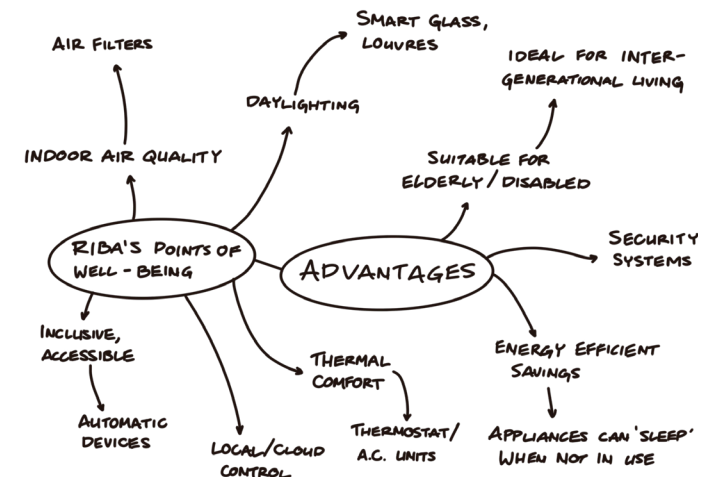 SMART GLASS,
LOUVRES
AIR FILTERS
IDEAL FOR INTER-
GENERATIONAL LIVING
DAYLIGHTING
INDOOR AIR QUALITY
SUITABLE FOR
ELDERLY / DISABLED
RIBA'S POINTS OF
WELL-BEING
ADVANTAGES
SECURITY
SYSTEMS
INCLUSIVE,
ACCESSIBLE
THERMAL
COMFORT
ENERGY EFFICIENT
SAVINGS
AUTOMATIC
DEVICES
LOCAL/CLOUD
CONTROL
THERMOSTAT/
A.C. UNITS
APPLIANCES CAN 'SLEEP'
WHEN NOT IN USE